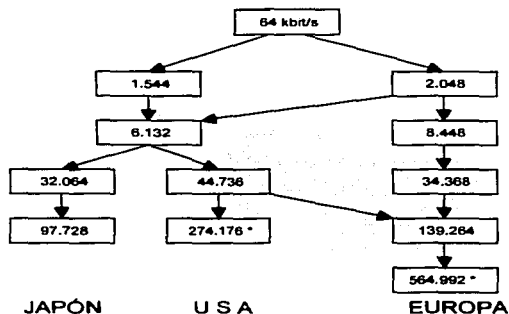 64 kbit/s
1.544 2.048
6.132 8.448
32.064 44.736 34.368
97.728 274.176 * 139.264
564.992 *
JAPÓN U S A EUROPA